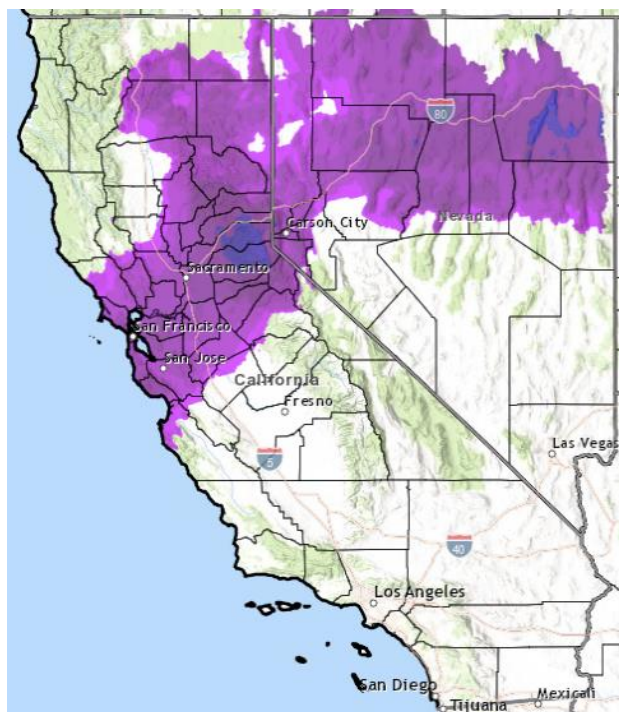 80
Carson City
Nevada
Sacramento
San Francisco
San Jose
California
Fresno
Las Vegas
5
40
Los Angeles
San Diego
Tijuana
Mexicali